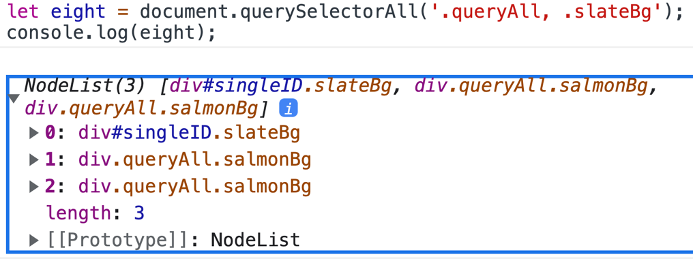 let eight = document.querySelectorAll('.queryAll, .slateBg');
console.log(eight);
NodeList(3) [div#singleID.slateBg, div.queryAll.salmonBg,
div.queryAll.salmonBg] i
0: div#singleID.slateBg
1: div.queryAll.salmonBg
2: div.queryAll.salmonBg
length: 3
[[Prototype]]: NodeList